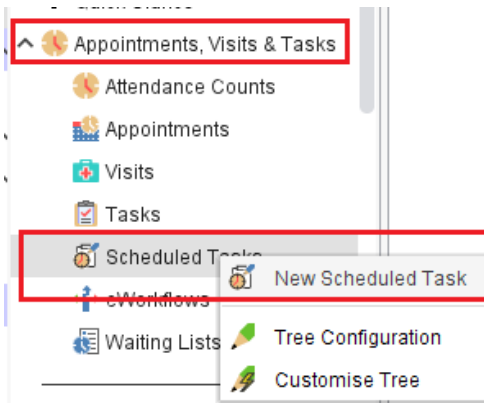 Appointments, Visits & Tasks
Attendance Counts
Appointments
Visits
Tasks
Scheduled Tasks
New Scheduled Task
eWorkflows
Waiting Lists
Tree Configuration
Customise Tree